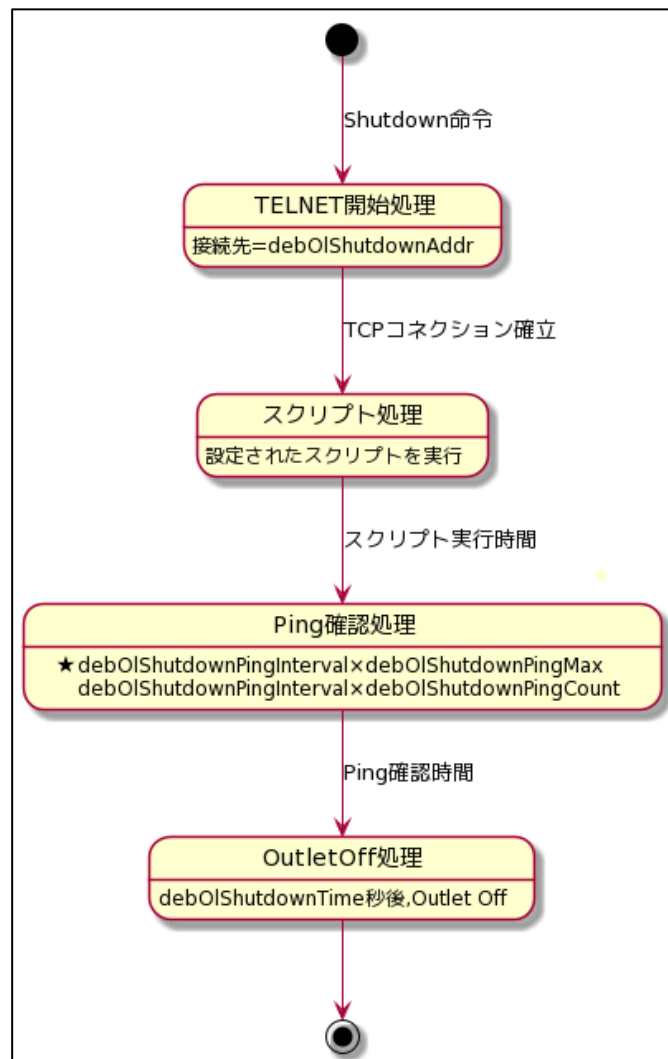 Shutdown命令
TELNET開始処理
接続先=debOlShutdownAddr
TCPコネクション確立
スクリプト処理
設定されたスクリプトを実行
スクリプト実行時間
★
Ping確認処理
★debOlShutdownPingInterval×debOlShutdownPingMax
debOlShutdownPingInterval×debOlShutdownPingCount
Ping確認時間
OutletOff処理
debOlShutdownTime秒後,Outlet Off